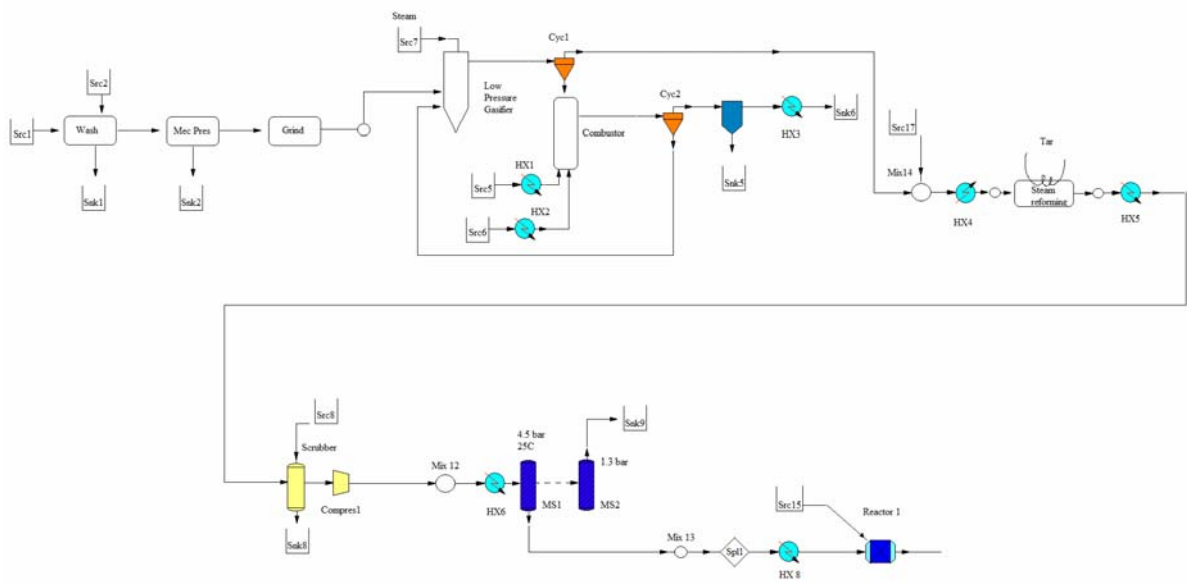 Steam
Src7
Cyc1
Src2
Low
Pressure
Gasifier
Cyc2
Src1
Wash
Mec Pres
Grind
Combustor
HX3
Snk6
Src17
Tar
Mix14
Snk1
Snk2
HX1
Src5
Snk5
Steam
reforming
HX2
Src6
HX4
HX5
Src8
Scrubber
4.5 bar
25C
Snk9
1.3 bar
Mix 12
Compres1
HX6
MS1
MS2
Snk8
Src15
Reactor 1
Mix 13
Spl1
HX 8